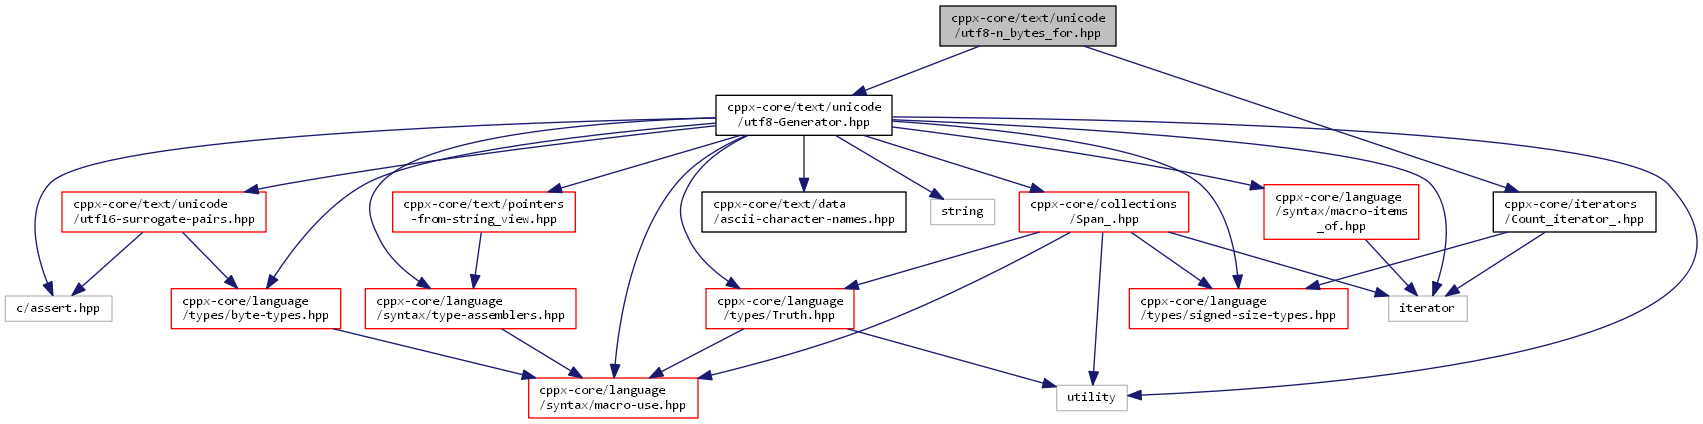 cppx-core/text/unicode
/utf8-n_bytes_for.hpp
cppx-core/text/unicode
/utf8-Generator.hpp
cppx-core/text/unicode
/utf16-surrogate-pairs.hpp
cppx-core/text/pointers
-from-string_view.hpp
cppx-core/text/data
/ascii-character-names.hpp
string
cppx-core/collections
/Span_.hpp
cppx-core/language
/syntax/macro-items
_of.hpp
cppx-core/iterators
/Count_iterator_.hpp
c/assert.hpp
cppx-core/language
/types/byte-types.hpp
cppx-core/language
/syntax/type-assemblers.hpp
cppx-core/language
/types/Truth.hpp
cppx-core/language
/types/signed-size-types.hpp
iterator
cppx-core/language
/syntax/macro-use.hpp
utility